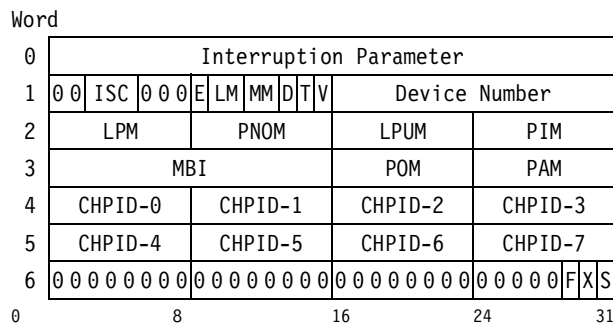 Word
0 Interruption Parameter
1 0 0 ISC 0 0 0 E LM MM D T V Device Number
2 LPM PNOM LPUM PIM
3 MBI POM PAM
4 CHPID-0 CHPID-1 CHPID-2 CHPID-3
5 CHPID-4 CHPID-5 CHPID-6 CHPID-7
6 0 0 0 0 0 0 0 0 0 0 0 0 0 0 0 0 0 0 0 0 0 0 0 0 0 0 0 0 0 F X S
0 8 16 24 31